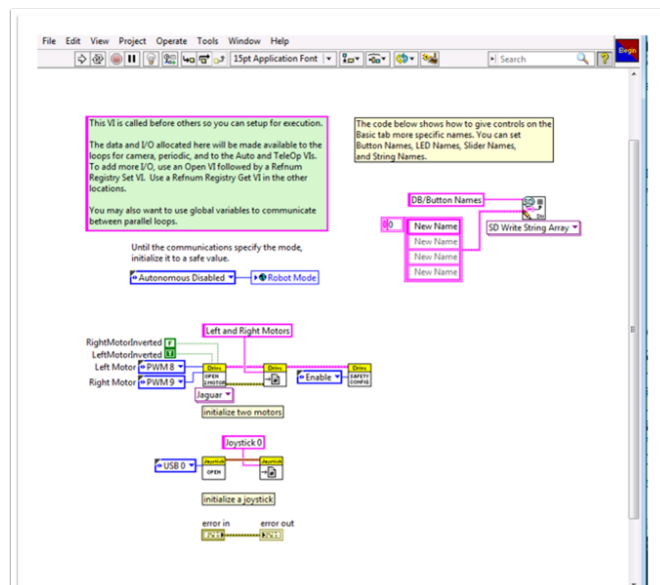 File Edit View Project Operate Tools Window Help
15pt Application Font
Search
Begin
This VI is called before others so you can setup for execution.
The data and I/O allocated here will be made available to the
loops for camera, periodic, and to the Auto and TeleOp VIs.
To add more I/O, use an Open VI followed by a Refnum
Registry Set VI. Use a Refnum Registry Get VI in the other
locations.
You may also want to use global variables to communicate
between parallel loops.
The code below shows how to give controls on the
Basic tab more specific names. You can set
Button Names, LED Names, Slider Names,
and String Names.
DB/Button Names
0
New Name
New Name
New Name
New Name
SD Write String Array
Until the communications specify the mode,
initialize it to a safe value.
Autonomous Disabled
Robot Mode
Left and Right Motors
RightMotorInverted F
LeftMotorInverted T
Left Motor PWM 8
Right Motor PWM 9
OPEN
2MOTOR
Enable
SAFETY
CONFIG
Jaguar
initialize two motors
Joystick 0
USB 0
Joystick
OPEN
Joystick
initialize a joystick
error in error out